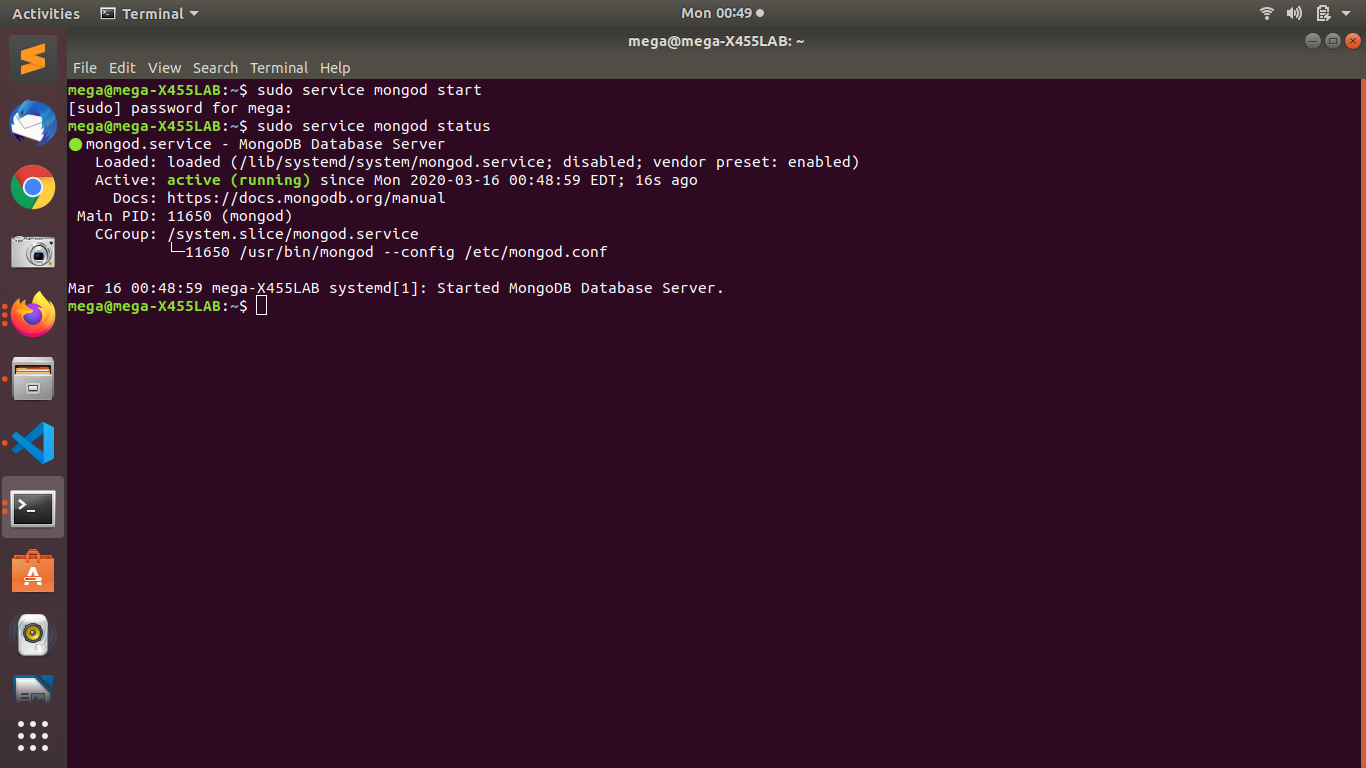 Activities Terminal Mon 00:49
mega@mega-X455LAB: ~
File Edit View Search Terminal Help
mega@mega-X455LAB:~$ sudo service mongod start
[sudo] password for mega:
mega@mega-X455LAB:~$ sudo service mongod status
● mongod.service - MongoDB Database Server
   Loaded: loaded (/lib/systemd/system/mongod.service; disabled; vendor preset: enabled)
   Active: active (running) since Mon 2020-03-16 00:48:59 EDT; 16s ago
     Docs: https://docs.mongodb.org/manual
 Main PID: 11650 (mongod)
   CGroup: /system.slice/mongod.service
           └─11650 /usr/bin/mongod --config /etc/mongod.conf
Mar 16 00:48:59 mega-X455LAB systemd[1]: Started MongoDB Database Server.
mega@mega-X455LAB:~$